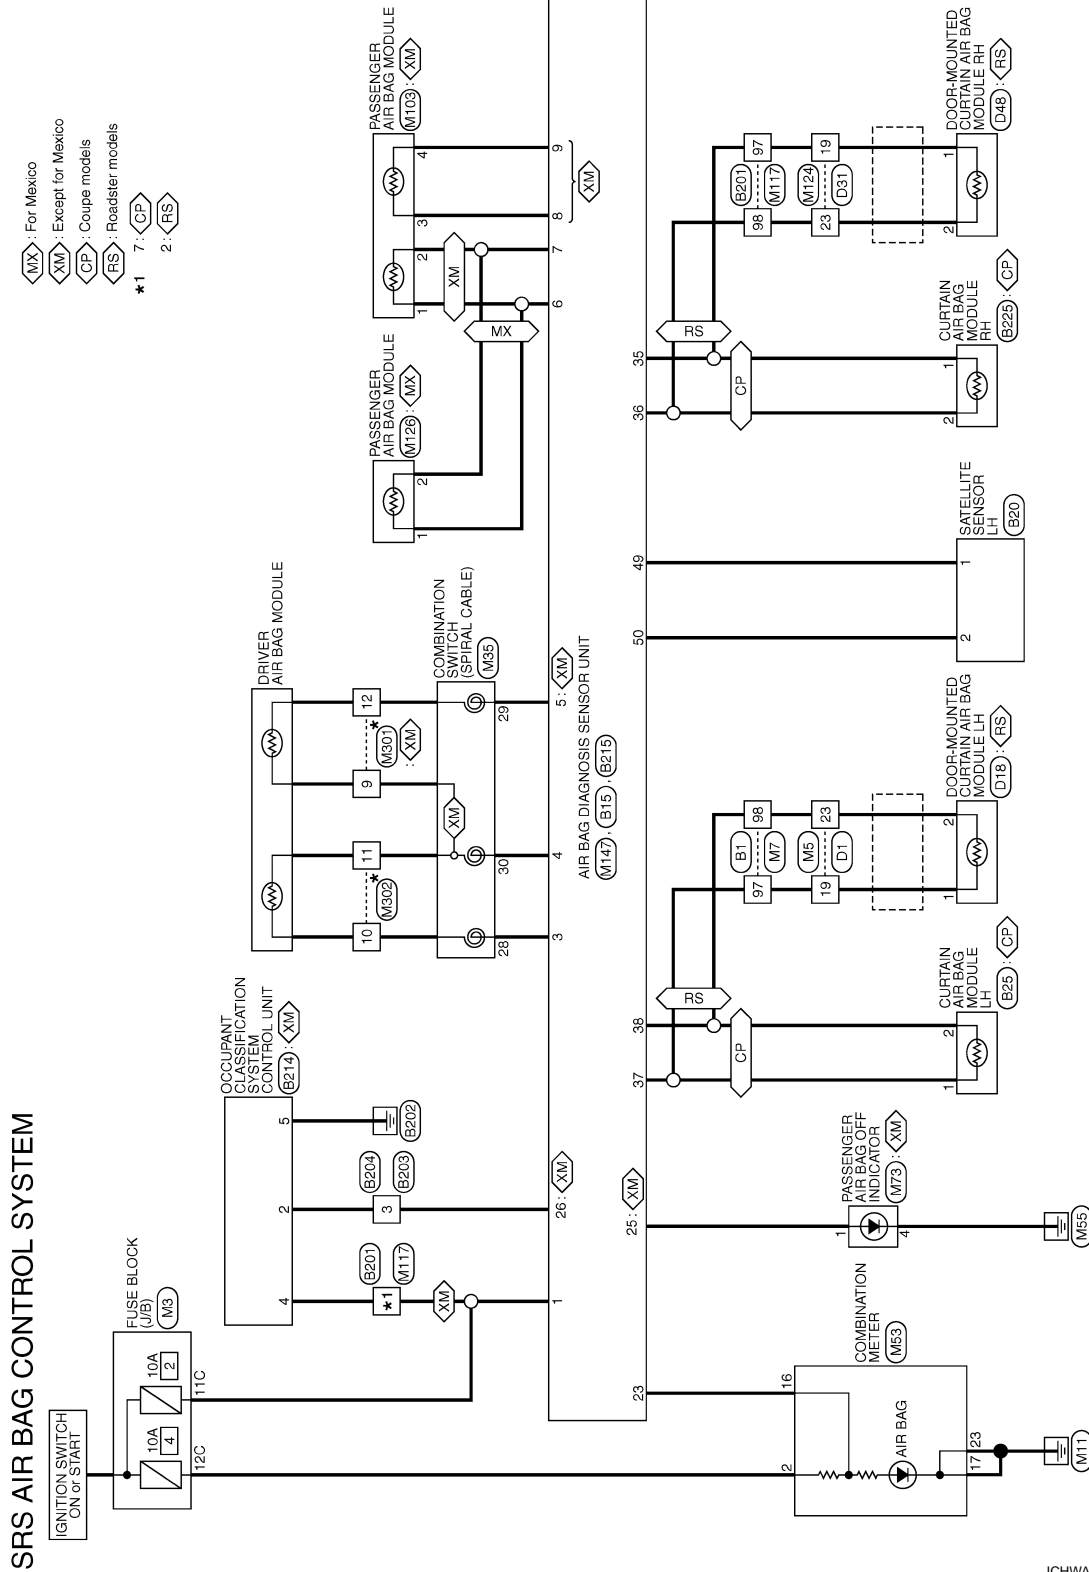 SRS AIR BAG CONTROL SYSTEM
MX : For Mexico
XM : Except for Mexico
CP : Coupe models
RS : Roadster models
*1 7 : CP
2 : RS
IGNITION SWITCH
ON or START
FUSE BLOCK
(J/B)
M3
10A
4
10A
2
12C
11C
OCCUPANT
CLASSIFICATION
SYSTEM
CONTROL UNIT
B214 : XM
4
2
5
B201
*1
M117
B204
3
B203
B202
XM
DRIVER
AIR BAG MODULE
10
11
9
12
*
M302
*
M301
: XM
XM
COMBINATION
SWITCH
(SPIRAL CABLE)
M35
28
30
29
PASSENGER
AIR BAG MODULE
M126 : MX
1
2
PASSENGER
AIR BAG MODULE
M103 : XM
1
2
3
4
XM
MX
1
26 : XM
3
4
5 : XM
6
7
8
9
XM
AIR BAG DIAGNOSIS SENSOR UNIT
M147 , B15 , B215
23
25 : XM
37
38
50
49
36
35
COMBINATION
METER
M53
2
16
AIR BAG
17
23
M11
PASSENGER
AIR BAG OFF
INDICATOR
M73 : XM
1
4
M55
CP
RS
CURTAIN
AIR BAG
MODULE
LH
B25 : CP
1
2
97
98
B1
M7
19
23
M5
D1
DOOR-MOUNTED
CURTAIN AIR BAG
MODULE LH
D18 : RS
1
2
SATELLITE
SENSOR
LH
B20
2
1
CP
RS
CURTAIN
AIR BAG
MODULE
RH
B225 : CP
2
1
98
97
B201
M117
23
19
M124
D31
DOOR-MOUNTED
CURTAIN AIR BAG
MODULE RH
D48 : RS
2
1